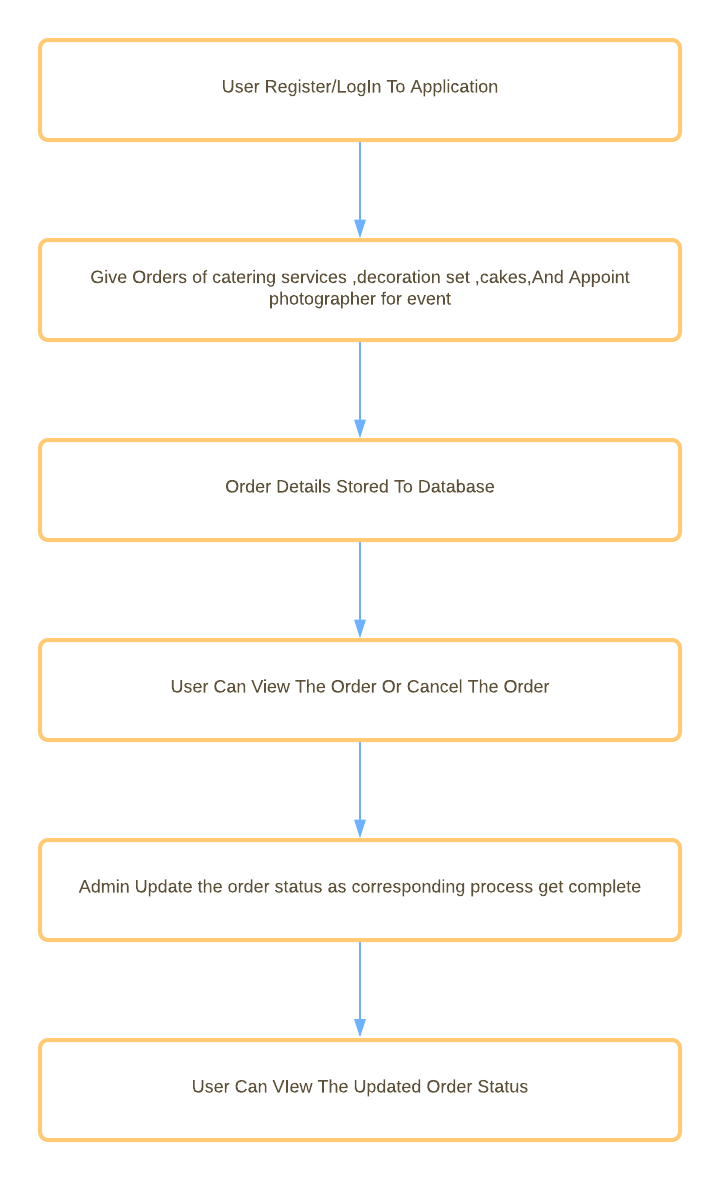 User Register/LogIn To Application
Give Orders of catering services ,decoration set ,cakes,And Appoint
photographer for event
Order Details Stored To Database
User Can View The Order Or Cancel The Order
Admin Update the order status as corresponding process get complete
User Can VIew The Updated Order Status